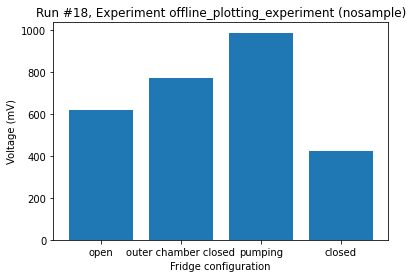 Run #18, Experiment offline_plotting_experiment (nosample)
1000
800
600
400
200
0
Voltage (mV)
open outer chamber closed pumping closed
Fridge configuration